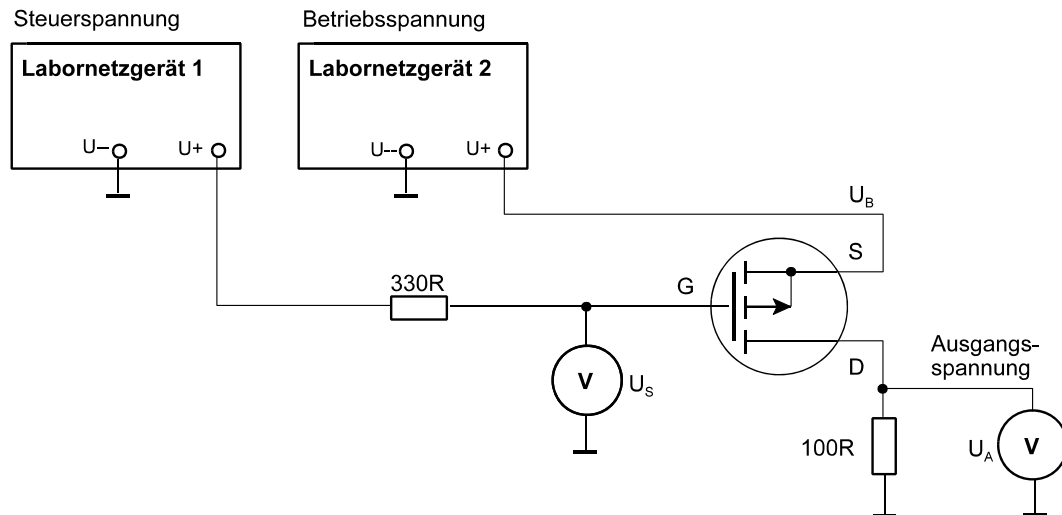 Steuerspannung
Betriebsspannung
Labornetzgerät 1
Labornetzgerät 2
U–
U+
U--
U+
U_B
S
330R
G
D
Ausgangs-
spannung
V
U_S
100R
U_A
V